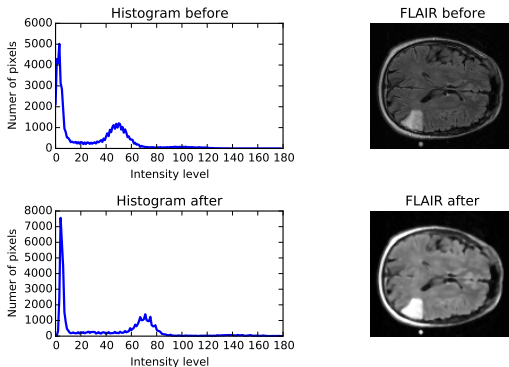 Histogram before
FLAIR before
6000
5000
4000
3000
2000
1000
0
Numer of pixels
0 20 40 60 80 100 120 140 160 180
Intensity level
Histogram after
FLAIR after
8000
7000
6000
5000
4000
3000
2000
1000
0
Numer of pixels
0 20 40 60 80 100 120 140 160 180
Intensity level